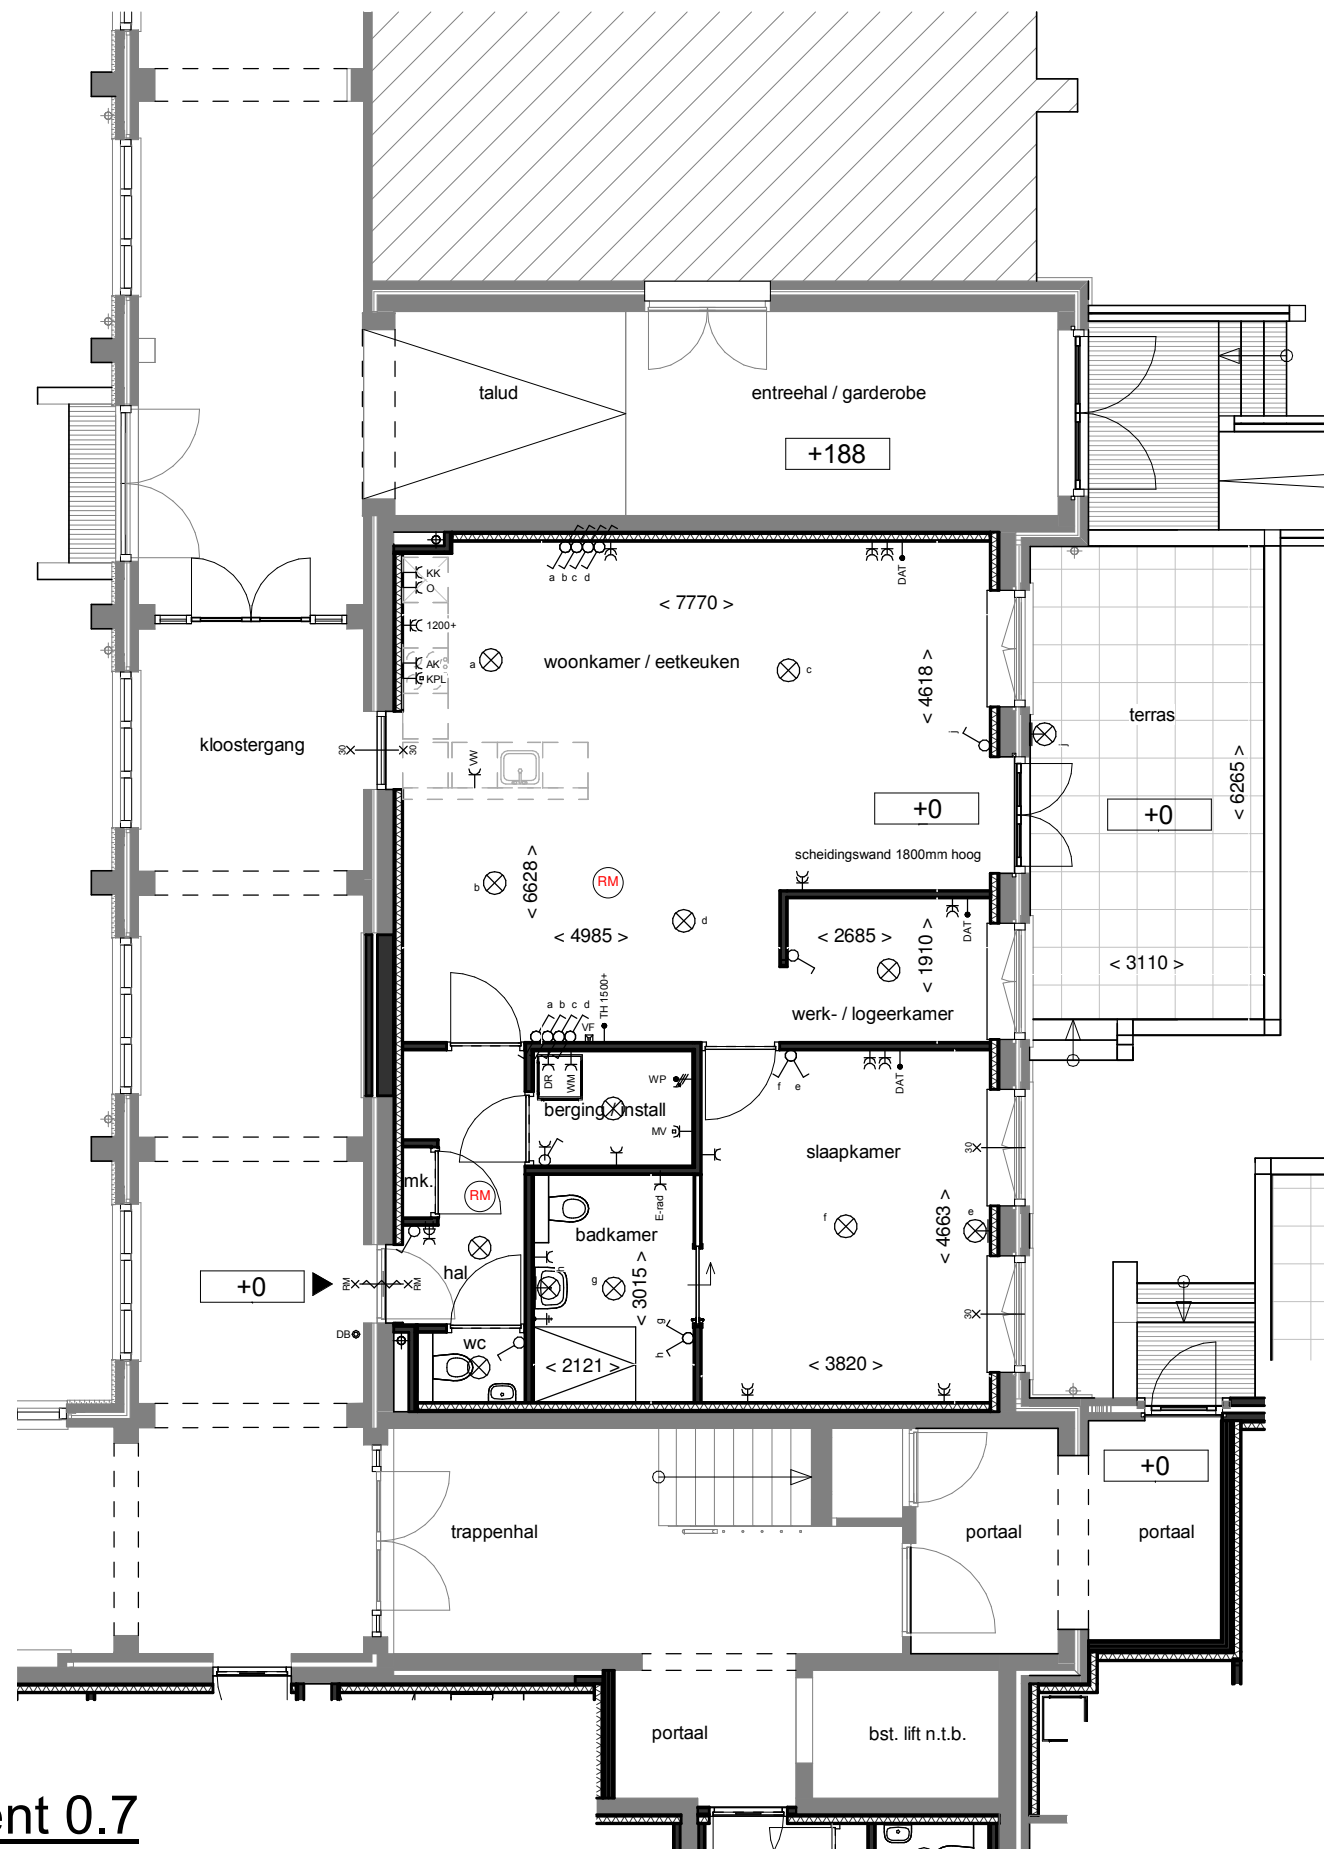 talud
entreehal / garderobe
+188
a b c d
DAT
KK
O
1200+
< 7770 >
a
woonkamer / eetkeuken
c
AK
KPL
< 4618 >
terras
kloostergang
30
30
VW
j
j
< 6265 >
+0
+0
scheidingswand 1800mm hoog
b
< 6628 >
RM
d
< 4985 >
< 2685 >
< 1910 >
DAT
< 3110 >
a b c d
TH 1500+
VF
werk- / logeerkamer
DR
WM
WP
f e
DAT
berging / install
MV
slaapkamer
30
mk.
RM
E-rad
badkamer
f
< 4663 >
e
hal
g
< 3015 >
h
+0
RM
RM
30
DB
wc
g
h
< 2121 >
< 3820 >
+0
trappenhal
portaal
portaal
portaal
bst. lift n.t.b.
ent 0.7